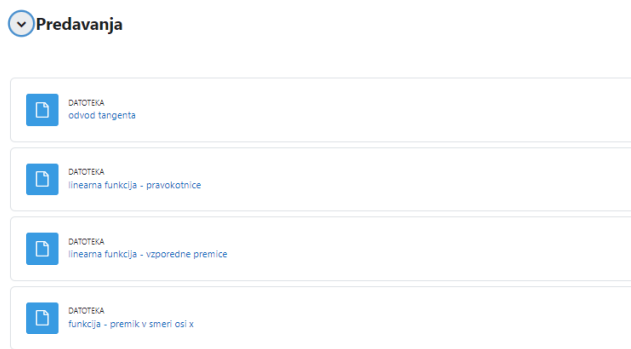 Predavanja
DATOTEKA
odvod tangenta
DATOTEKA
linearna funkcija - pravokotnice
DATOTEKA
linearna funkcija - vzporedne premice
DATOTEKA
funkcija - premik v smeri osi x